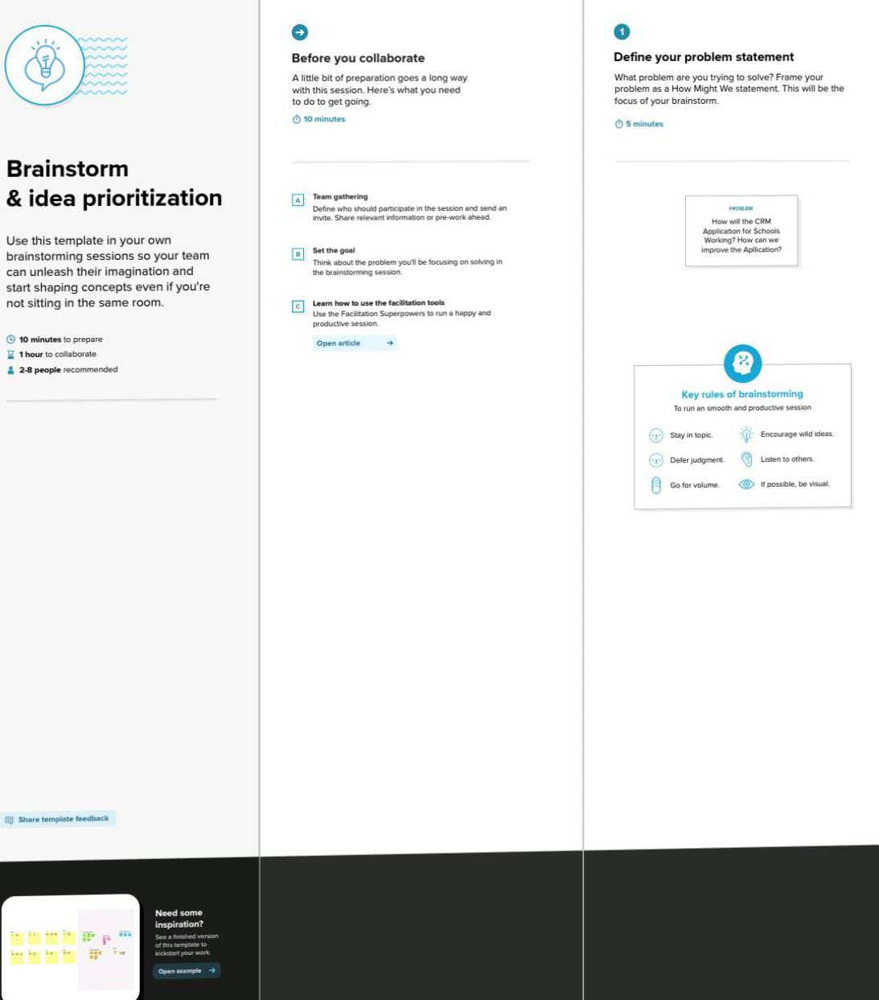 Brainstorm
& idea prioritization
Use this template in your own
brainstorming sessions so your team
can unleash their imagination and
start shaping concepts even if you're
not sitting in the same room.
10 minutes to prepare
1 hour to collaborate
2-8 people recommended
Share template feedback
Need some
inspiration?
See a finished version
of this template to
kickstart your work.
Open example →
→
Before you collaborate
A little bit of preparation goes a long way
with this session. Here's what you need
to do to get going.
10 minutes
A
Team gathering
Define who should participate in the session and send an
invite. Share relevant information or pre-work ahead.
B
Set the goal
Think about the problem you'll be focusing on solving in
the brainstorming session.
C
Learn how to use the facilitation tools
Use the Facilitation Superpowers to run a happy and
productive session.
Open article →
1
Define your problem statement
What problem are you trying to solve? Frame your
problem as a How Might We statement. This will be the
focus of your brainstorm.
5 minutes
PROBLEM
How will the CRM
Application for Schools
Working? How can we
improve the Apllication?
Key rules of brainstorming
To run an smooth and productive session
Stay in topic.
Encourage wild ideas.
Defer judgment.
Listen to others.
Go for volume.
If possible, be visual.